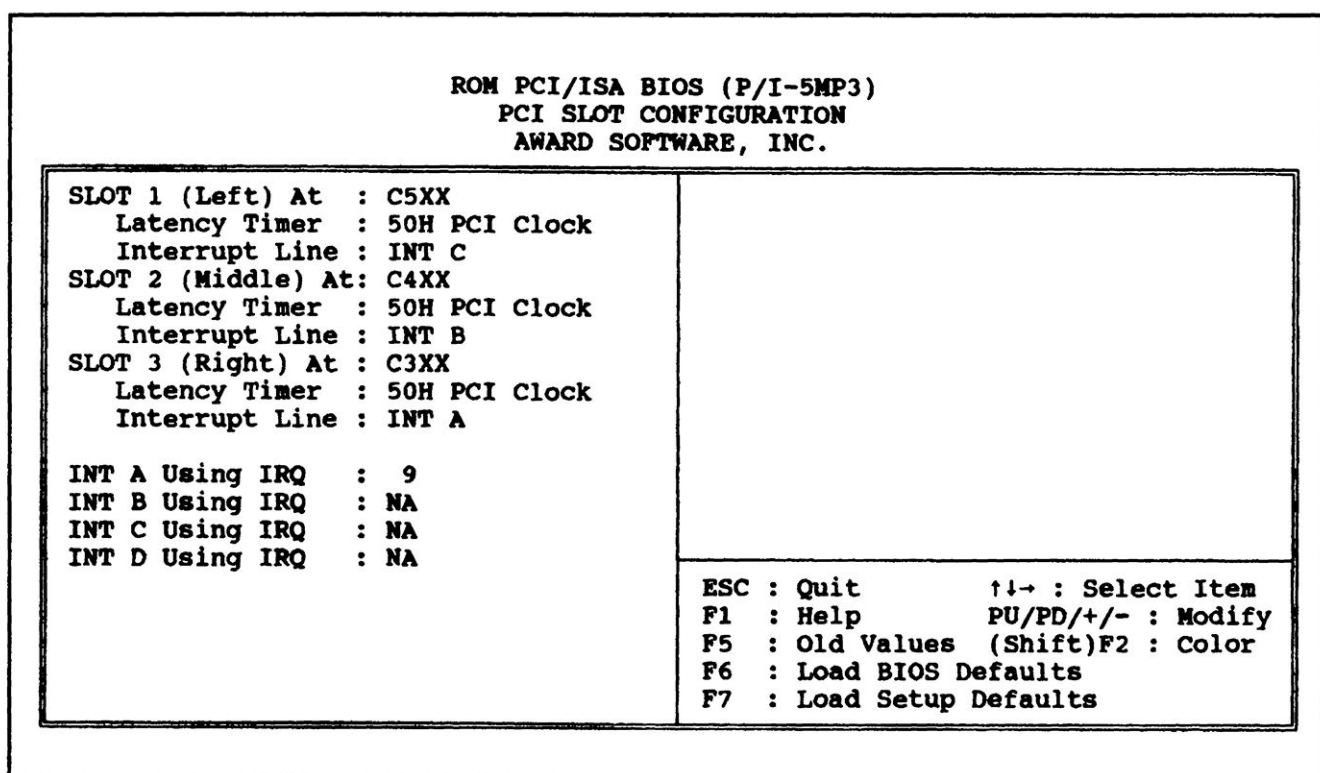 ROM PCI/ISA BIOS (P/I-5MP3)
PCI SLOT CONFIGURATION
AWARD SOFTWARE, INC.
SLOT 1 (Left) At : C5XX
Latency Timer : 50H PCI Clock
Interrupt Line : INT C
SLOT 2 (Middle) At: C4XX
Latency Timer : 50H PCI Clock
Interrupt Line : INT B
SLOT 3 (Right) At : C3XX
Latency Timer : 50H PCI Clock
Interrupt Line : INT A
INT A Using IRQ : 9
INT B Using IRQ : NA
INT C Using IRQ : NA
INT D Using IRQ : NA
ESC : Quit ↑↓→ : Select Item
F1 : Help PU/PD/+/- : Modify
F5 : Old Values (Shift)F2 : Color
F6 : Load BIOS Defaults
F7 : Load Setup Defaults